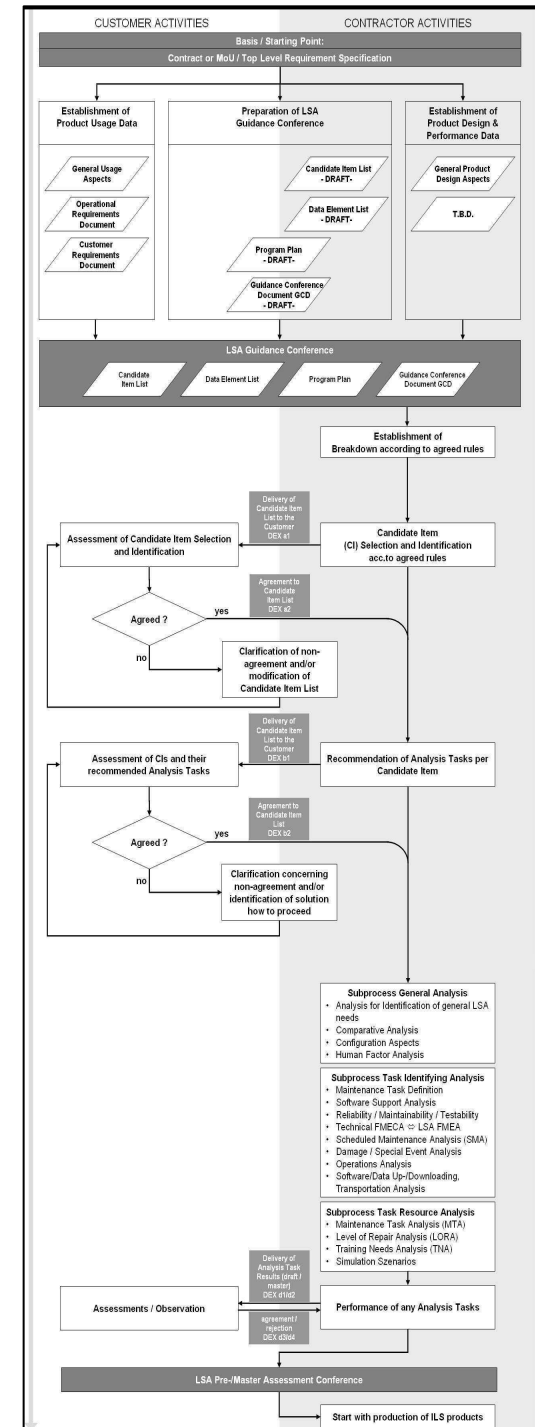 CUSTOMER ACTIVITIES
CONTRACTOR ACTIVITIES
Basis / Starting Point:
Contract or MoU / Top Level Requirement Specification
Establishment of
Product Usage Data
General Usage
Aspects
Operational
Requirements
Document
Customer
Requirements
Document
Preparation of LSA
Guidance Conference
Candidate Item List
- DRAFT-
Data Element List
- DRAFT-
Program Plan
- DRAFT-
Guidance Conference
Document GCD
- DRAFT-
Establishment of
Product Design &
Performance Data
General Product
Design Aspects
T.B.D.
LSA Guidance Conference
Candidate
Item List
Data Element List
Program Plan
Guidance Conference
Document GCD
Establishment of
Breakdown according to agreed rules
Delivery of
Candidate Item
List to the
Customer
DEX a1
Assessment of Candidate Item Selection
and Identification
Candidate Item
(CI) Selection and Identification
acc.to agreed rules
Agreement to
Candidate
Item List
DEX a2
Agreed ?
yes
no
Clarification of non-
agreement and/or
modification of
Candidate Item List
Delivery of
Candidate Item
List to the
Customer
DEX b1
Assessment of CIs and their
recommended Analysis Tasks
Recommendation of Analysis Tasks per
Candidate Item
Agreement to
Candidate Item
List
DEX b2
Agreed ?
yes
no
Clarification concerning
non-agreement and/or
identification of solution
how to proceed
Subprocess General Analysis
• Analysis for Identification of general LSA
needs
• Comparative Analysis
• Configuration Aspects
• Human Factor Analysis
Subprocess Task Identifying Analysis
• Maintenance Task Definition
• Software Support Analysis
• Reliability / Maintainability / Testability
• Technical FMECA ⇔ LSA FMEA
• Scheduled Maintenance Analysis (SMA)
• Damage / Special Event Analysis
• Operations Analysis
• Software/Data Up-/Downloading,
Transportation Analysis
Subprocess Task Resource Analysis
• Maintenance Task Analysis (MTA)
• Level of Repair Analysis (LORA)
• Training Needs Analysis (TNA)
• Simulation Szenarios
Delivery of
Analysis Task
Results (draft /
master)
DEX d1/d2
Assessments / Observation
Performance of any Analysis Tasks
agreement /
rejection
DEX d3/d4
LSA Pre-/Master Assessment Conference
Start with production of ILS products